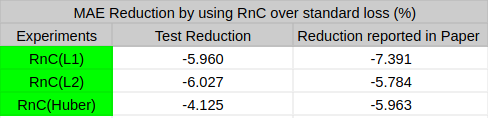 MAE Reduction by using RnC over standard loss (%)
Experiments Test Reduction Reduction reported in Paper
RnC(L1) -5.960 -7.391
RnC(L2) -6.027 -5.784
RnC(Huber) -4.125 -5.963